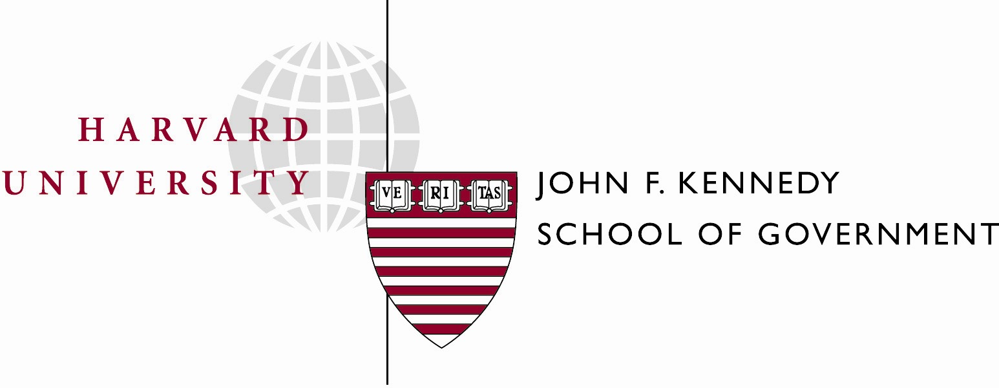 HARVARD
UNIVERSITY
VE RI TAS
JOHN F. KENNEDY
SCHOOL OF GOVERNMENT